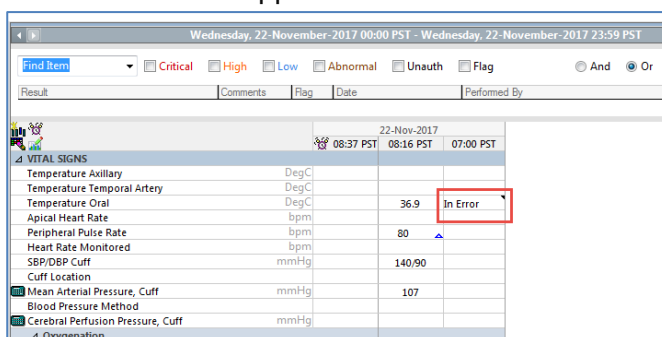 Wednesday, 22-November-2017 00:00 PST - Wednesday, 22-November-2017 23:59 PST
Find Item Critical High Low Abnormal Unauth Flag And Or
Result Comments Flag Date Performed By
22-Nov-2017
08:37 PST 08:16 PST 07:00 PST
VITAL SIGNS
Temperature Axillary DegC
Temperature Temporal Artery DegC
Temperature Oral DegC 36.9 In Error
Apical Heart Rate bpm
Peripheral Pulse Rate bpm 80
Heart Rate Monitored bpm
SBP/DBP Cuff mmHg 140/90
Cuff Location
Mean Arterial Pressure, Cuff mmHg 107
Blood Pressure Method
Cerebral Perfusion Pressure, Cuff mmHg
Oxygenation